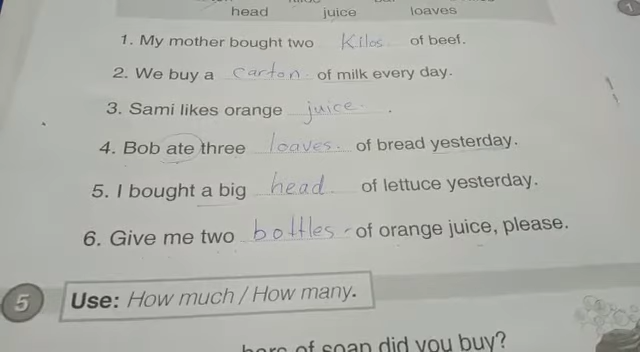 head juice loaves
1. My mother bought two Kilos. of beef.
2. We buy a carton. of milk every day.
3. Sami likes orange juice. .
4. Bob ate three loaves. of bread yesterday.
5. I bought a big head of lettuce yesterday.
6. Give me two bottles of orange juice, please.
5 Use: How much / How many.
bars of soap did you buy?